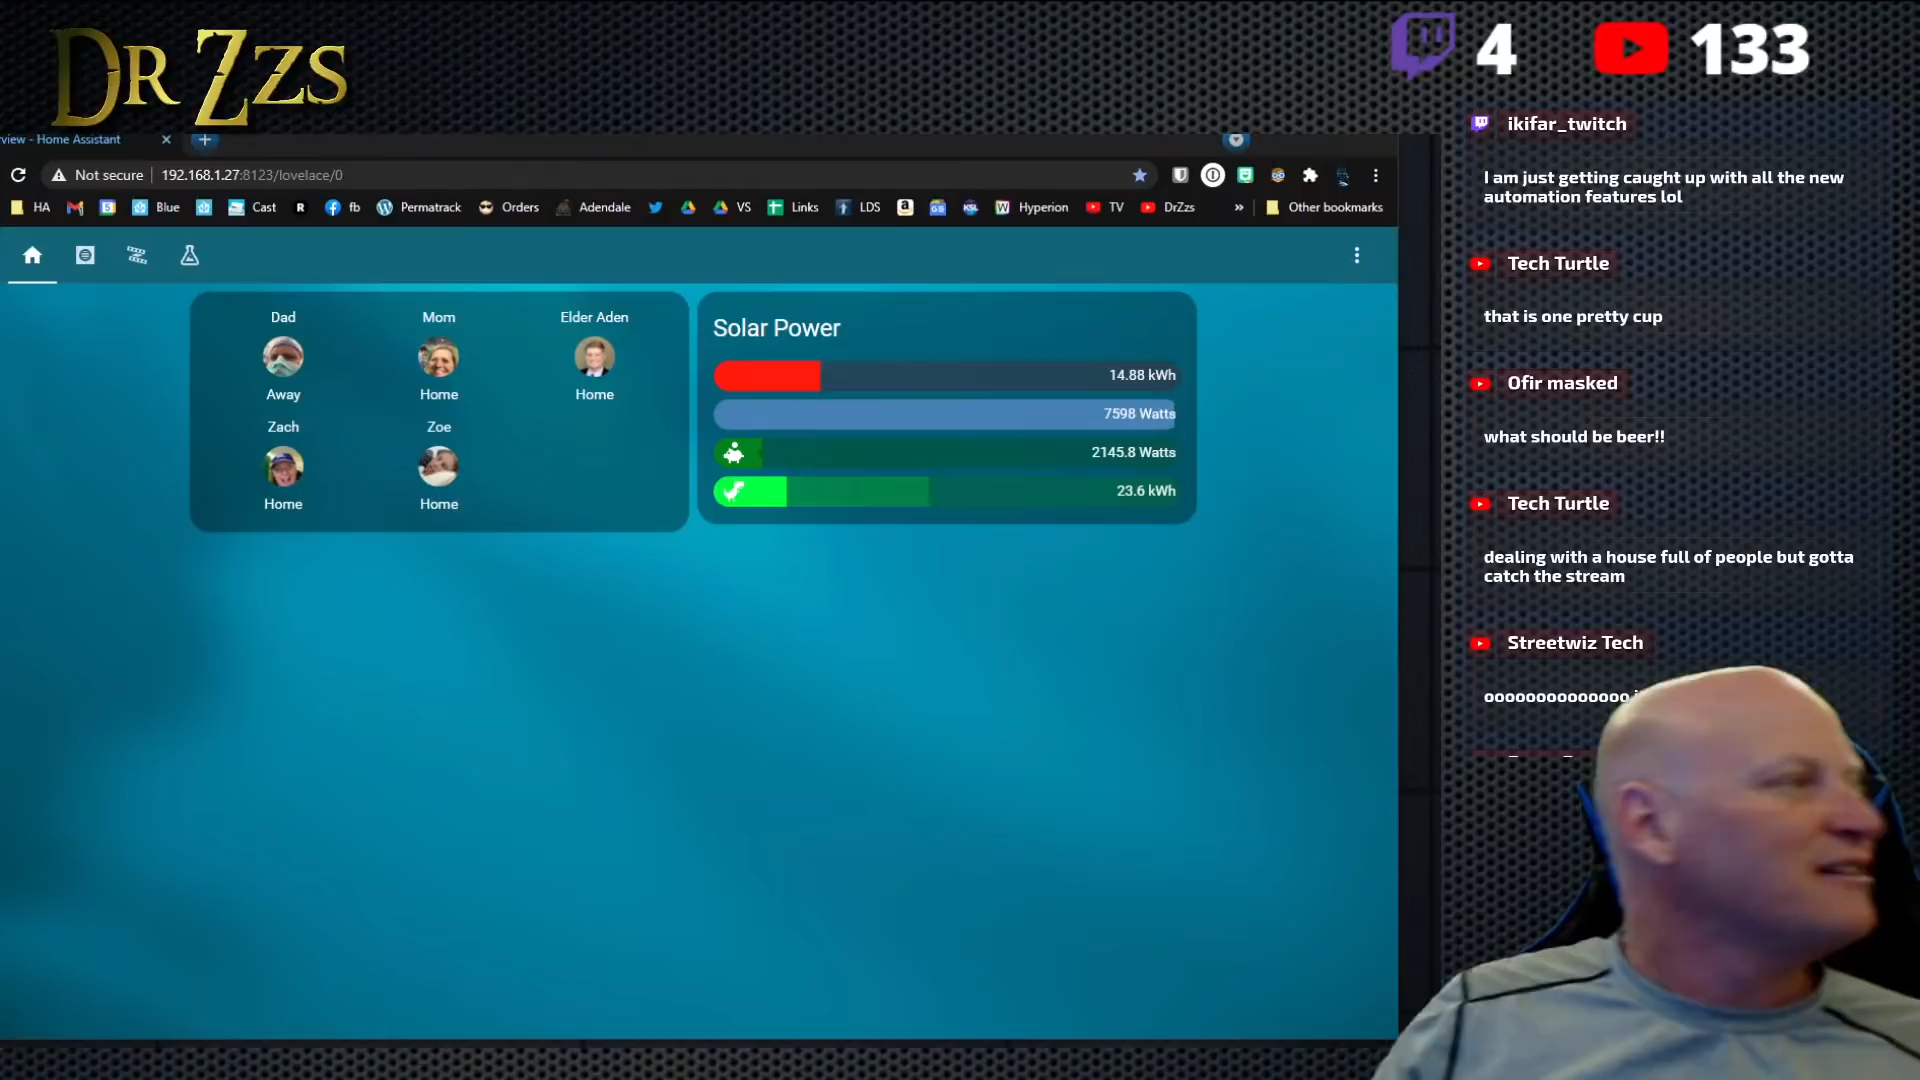 DR ZZS
4
133
rview - Home Assistant
Not secure
192.168.1.27:8123/lovelace/0
HA
Blue
Cast
R
fb
Permatrack
Orders
Adendale
VS
Links
LDS
KSL
W
Hyperion
TV
DrZzs
»
Other bookmarks
Dad
Mom
Elder Aden
Away
Home
Home
Zach
Zoe
Home
Home
Solar Power
14.88 kWh
7598 Watts
2145.8 Watts
23.6 kWh
ikifar_twitch
I am just getting caught up with all the new
automation features lol
Tech Turtle
that is one pretty cup
Ofir masked
what should be beer!!
Tech Turtle
dealing with a house full of people but gotta
catch the stream
Streetwiz Tech
oooooooooooooo